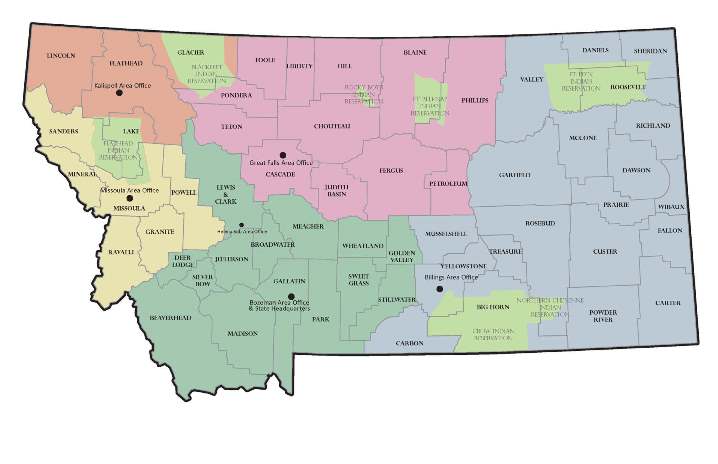 LINCOLN
FLATHEAD
GLACIER
BLACKFEET
INDIAN
RESERVATION
TOOLE
LIBERTY
HILL
BLAINE
PHILLIPS
VALLEY
DANIELS
SHERIDAN
FT PECK
INDIAN
RESERVATION
ROOSEVELT
Kalispell Area Office
PONDERA
ROCKY BOYS
INDIAN
RESERVATION
FT BELKNAP
INDIAN
RESERVATION
SANDERS
LAKE
FLATHEAD
INDIAN
RESERVATION
TETON
CHOUTEAU
RICHLAND
MCCONE
Great Falls Area Office
CASCADE
FERGUS
GARFIELD
DAWSON
MINERAL
Missoula Area Office
MISSOULA
POWELL
LEWIS
&
CLARK
JUDITH
BASIN
PETROLEUM
PRAIRIE
WIBAUX
GRANITE
Helena Area Office
BROADWATER
MEAGHER
MUSSELSHELL
ROSEBUD
FALLON
RAVALLI
DEER
LODGE
JEFFERSON
WHEATLAND
GOLDEN
VALLEY
TREASURE
CUSTER
SILVER
BOW
GALLATIN
SWEET
GRASS
YELLOWSTONE
Billings Area Office
Bozeman Area Office
& State Headquarters
STILLWATER
BIG HORN
NORTHERN CHEYENNE
INDIAN
RESERVATION
CARTER
BEAVERHEAD
MADISON
PARK
POWDER
RIVER
CROW INDIAN
RESERVATION
CARBON